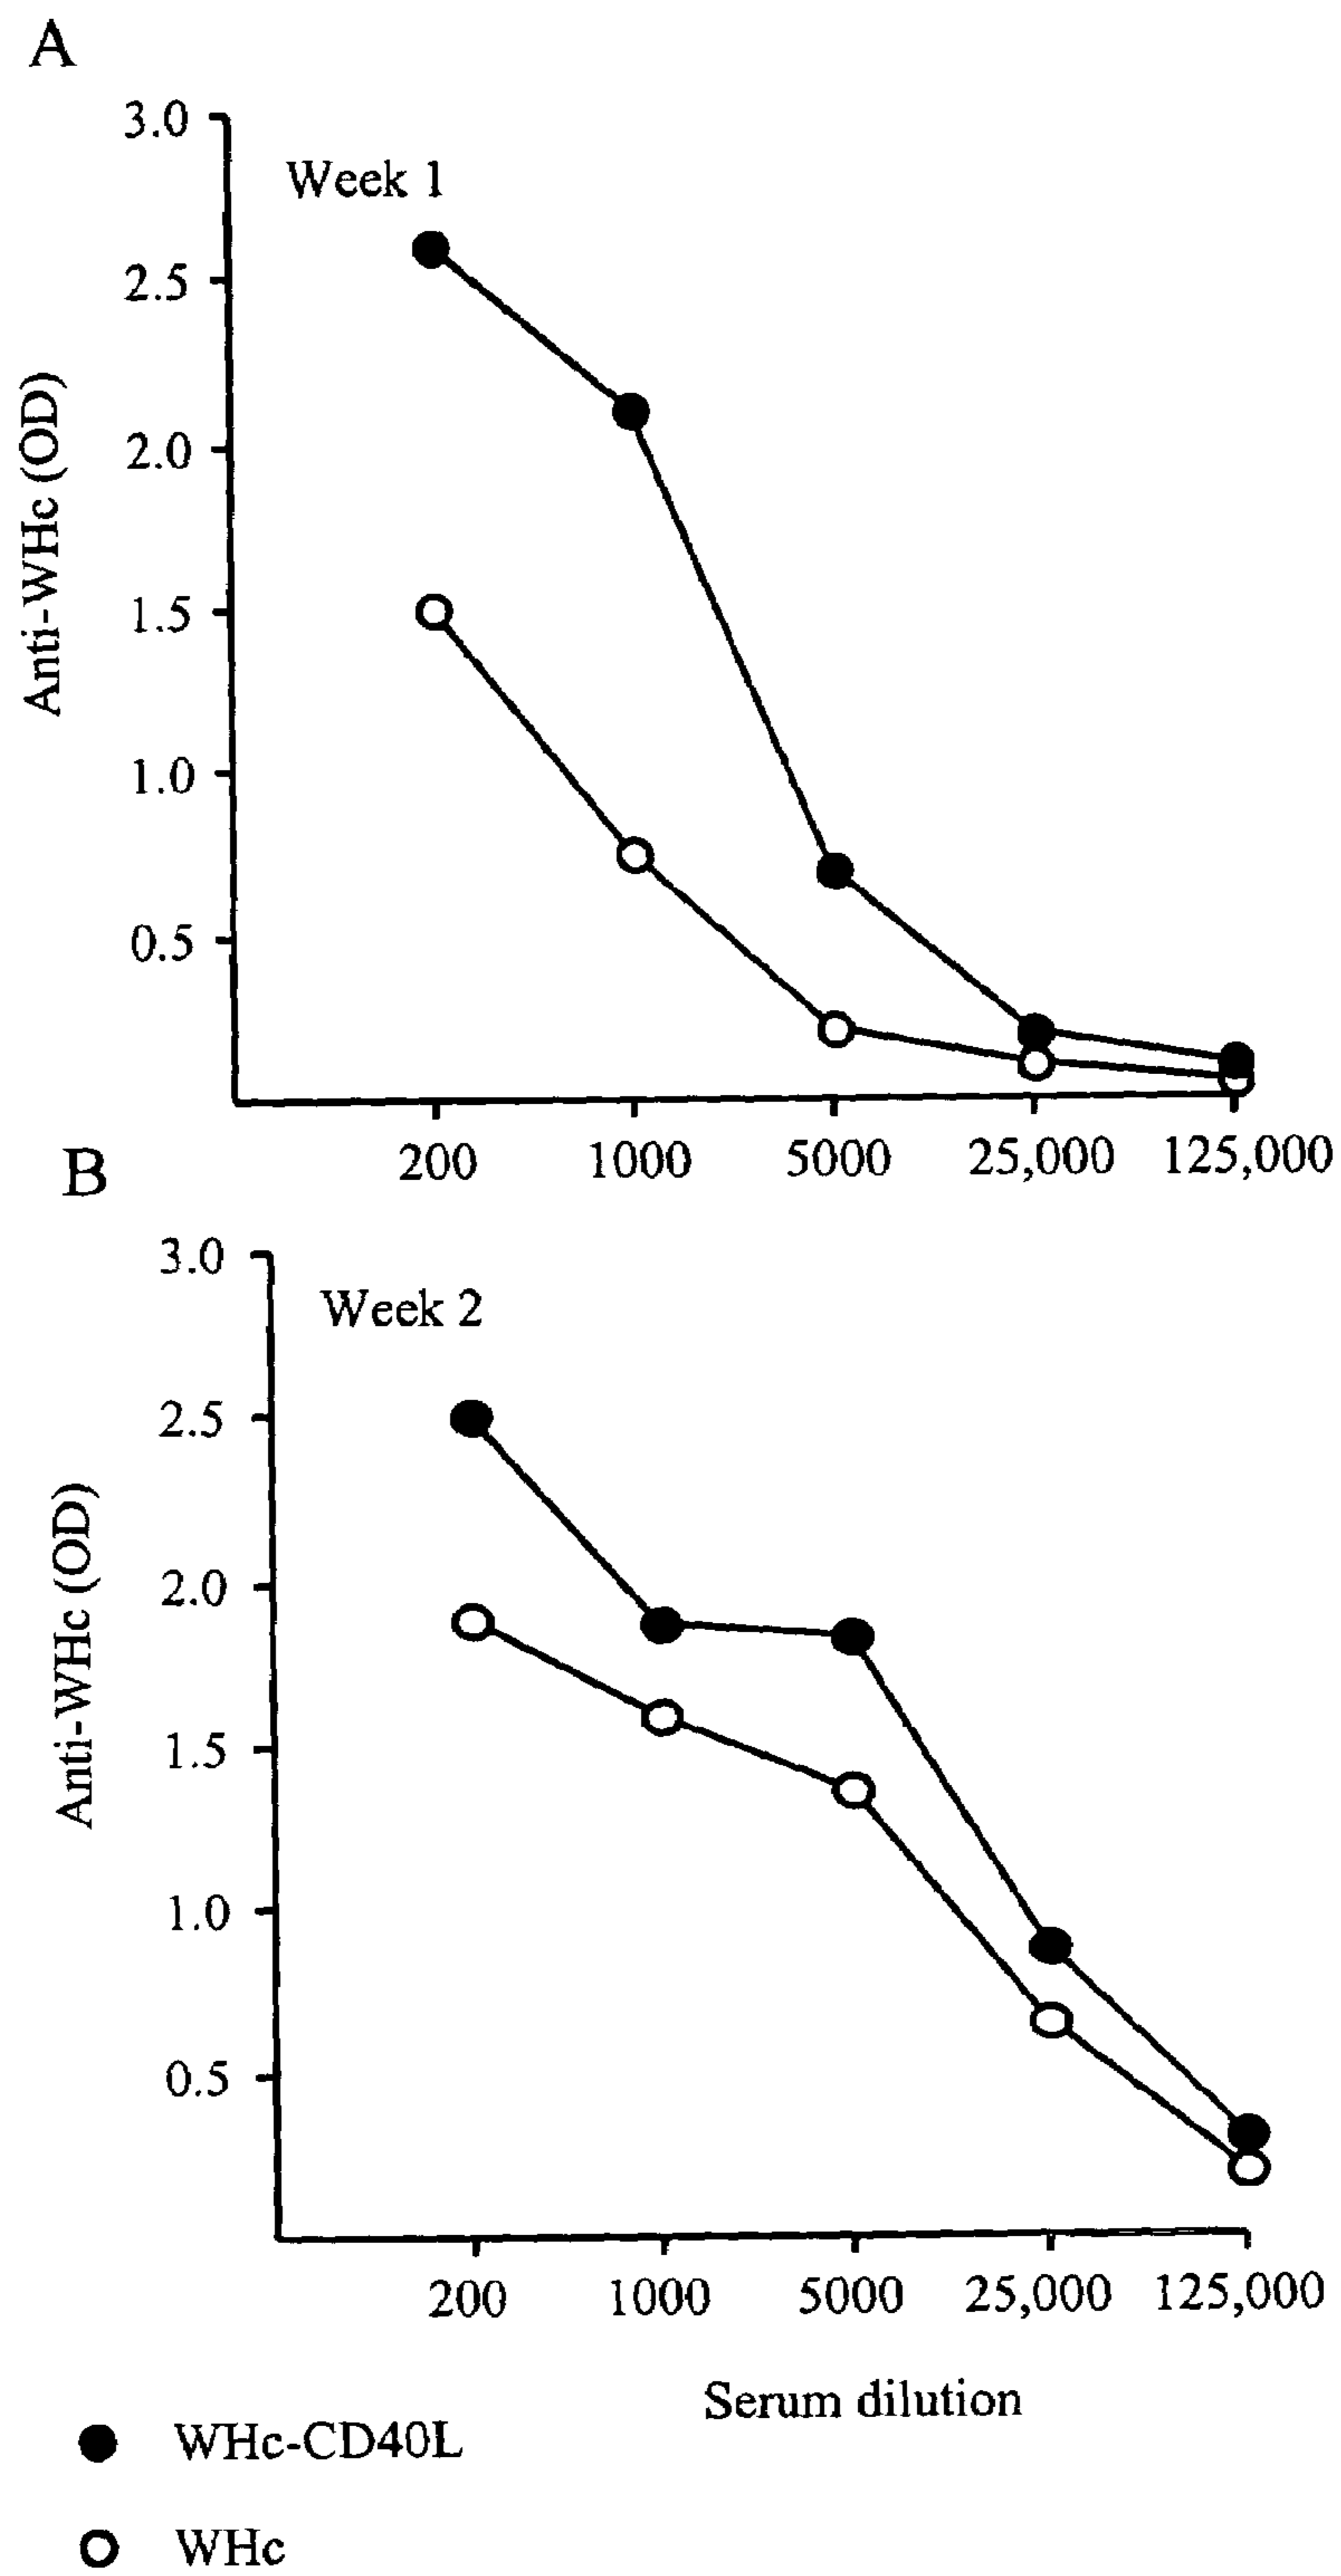 A
3.0
Week 1
2.5
2.0
1.5
1.0
0.5
Anti-WHc (OD)
200 1000 5000 25,000 125,000
B
3.0
Week 2
2.5
2.0
1.5
1.0
0.5
Anti-WHc (OD)
200 1000 5000 25,000 125,000
Serum dilution
WHc-CD40L
WHc